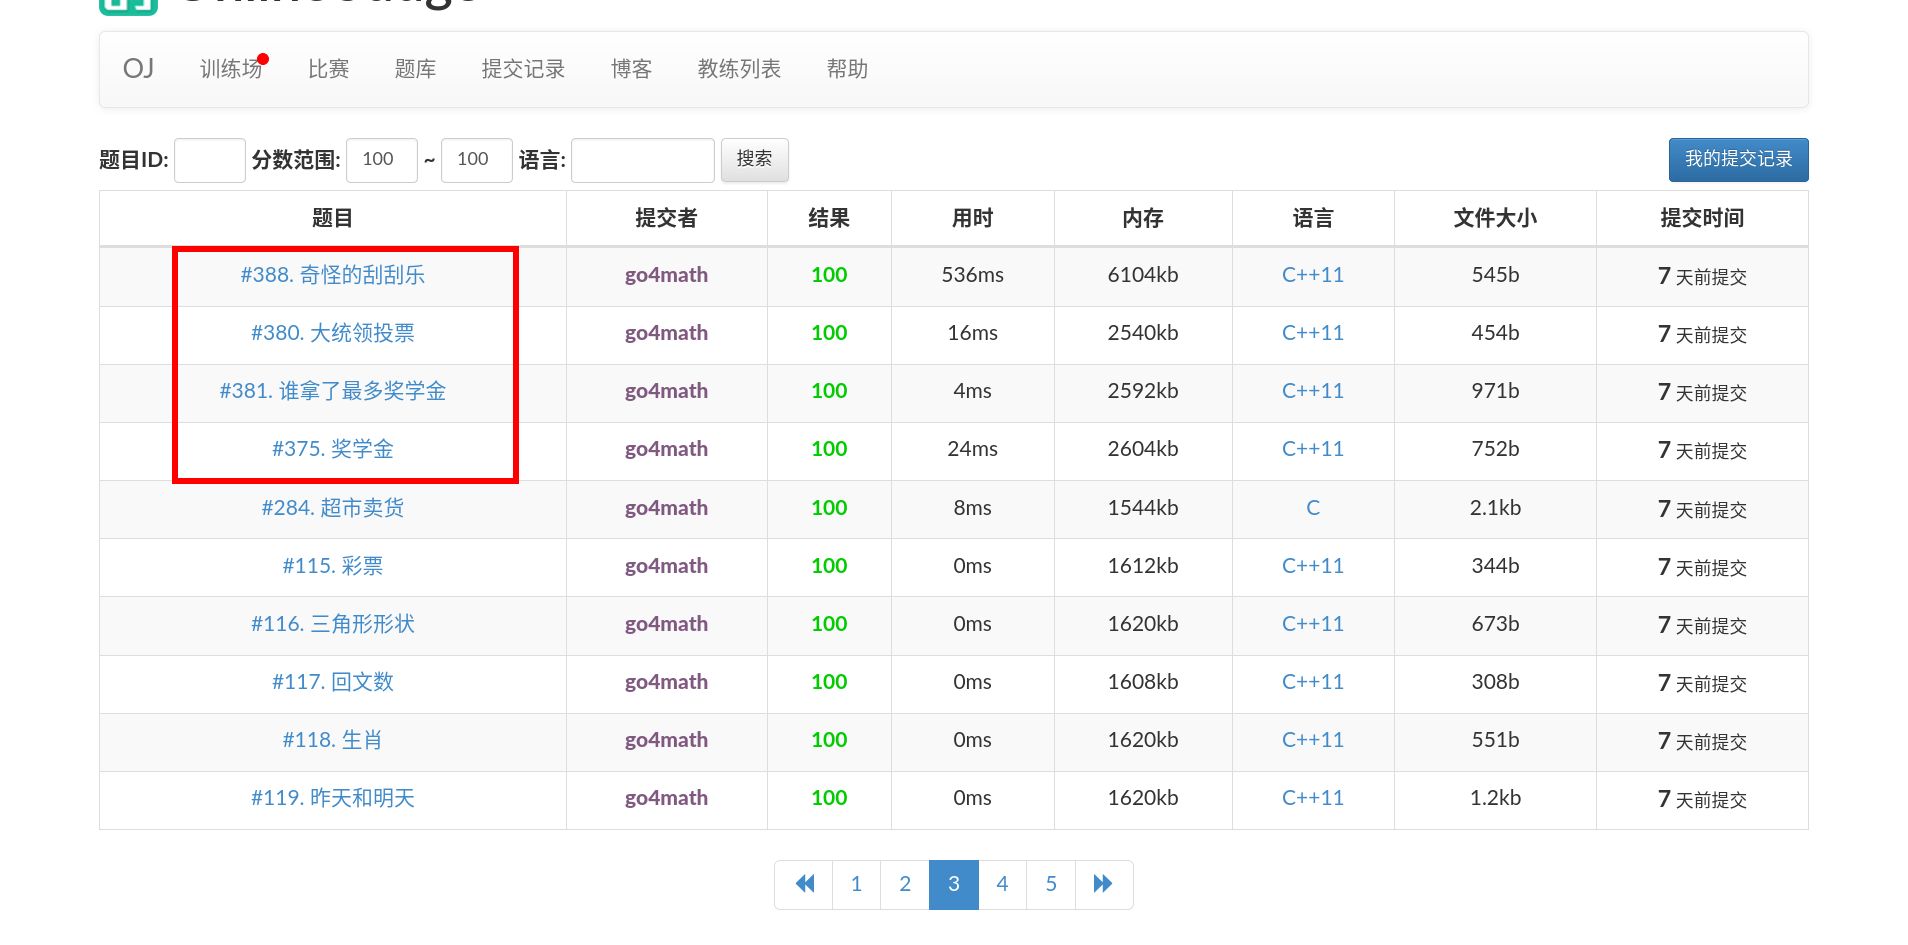 OJ 训练场 比赛 题库 提交记录 博客 教练列表 帮助
题目ID: 分数范围: 100 ~ 100 语言: 搜索 我的提交记录
题目 提交者 结果 用时 内存 语言 文件大小 提交时间
#388. 奇怪的刮刮乐 go4math 100 536ms 6104kb C++11 545b 7 天前提交
#380. 大统领投票 go4math 100 16ms 2540kb C++11 454b 7 天前提交
#381. 谁拿了最多奖学金 go4math 100 4ms 2592kb C++11 971b 7 天前提交
#375. 奖学金 go4math 100 24ms 2604kb C++11 752b 7 天前提交
#284. 超市卖货 go4math 100 8ms 1544kb C 2.1kb 7 天前提交
#115. 彩票 go4math 100 0ms 1612kb C++11 344b 7 天前提交
#116. 三角形形状 go4math 100 0ms 1620kb C++11 673b 7 天前提交
#117. 回文数 go4math 100 0ms 1608kb C++11 308b 7 天前提交
#118. 生肖 go4math 100 0ms 1620kb C++11 551b 7 天前提交
#119. 昨天和明天 go4math 100 0ms 1620kb C++11 1.2kb 7 天前提交
1 2 3 4 5